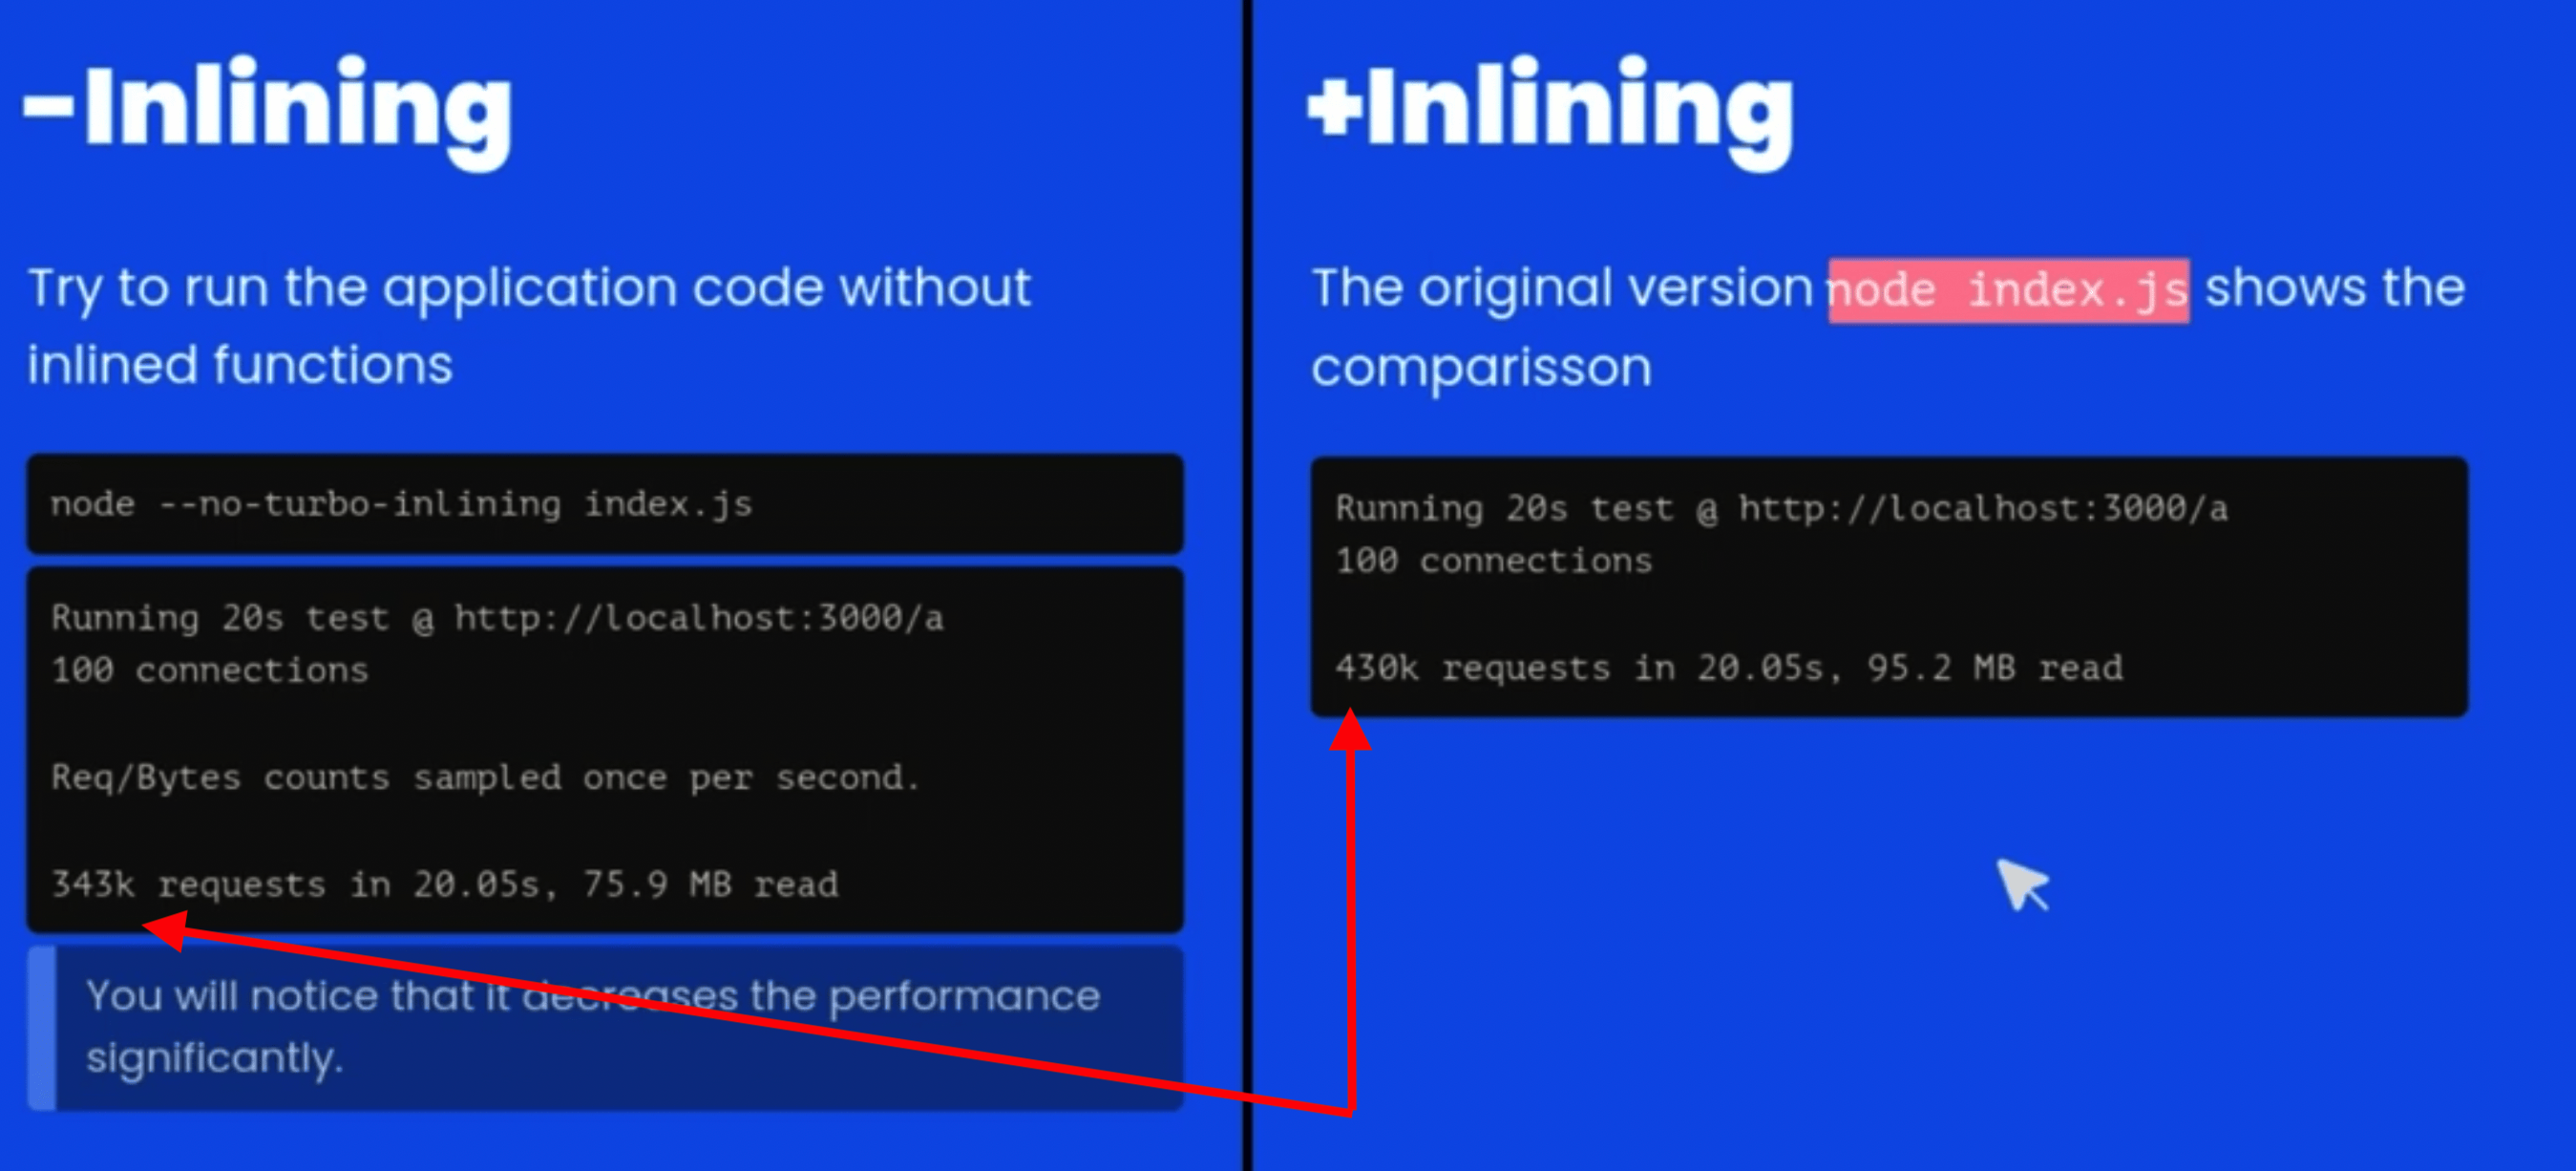 -Inlining
Try to run the application code without
inlined functions
node --no-turbo-inlining index.js
Running 20s test @ http://localhost:3000/a
100 connections
Req/Bytes counts sampled once per second.
343k requests in 20.05s, 75.9 MB read
You will notice that it decreases the performance
significantly.
+Inlining
The original version node index.js shows the
comparisson
Running 20s test @ http://localhost:3000/a
100 connections
430k requests in 20.05s, 95.2 MB read